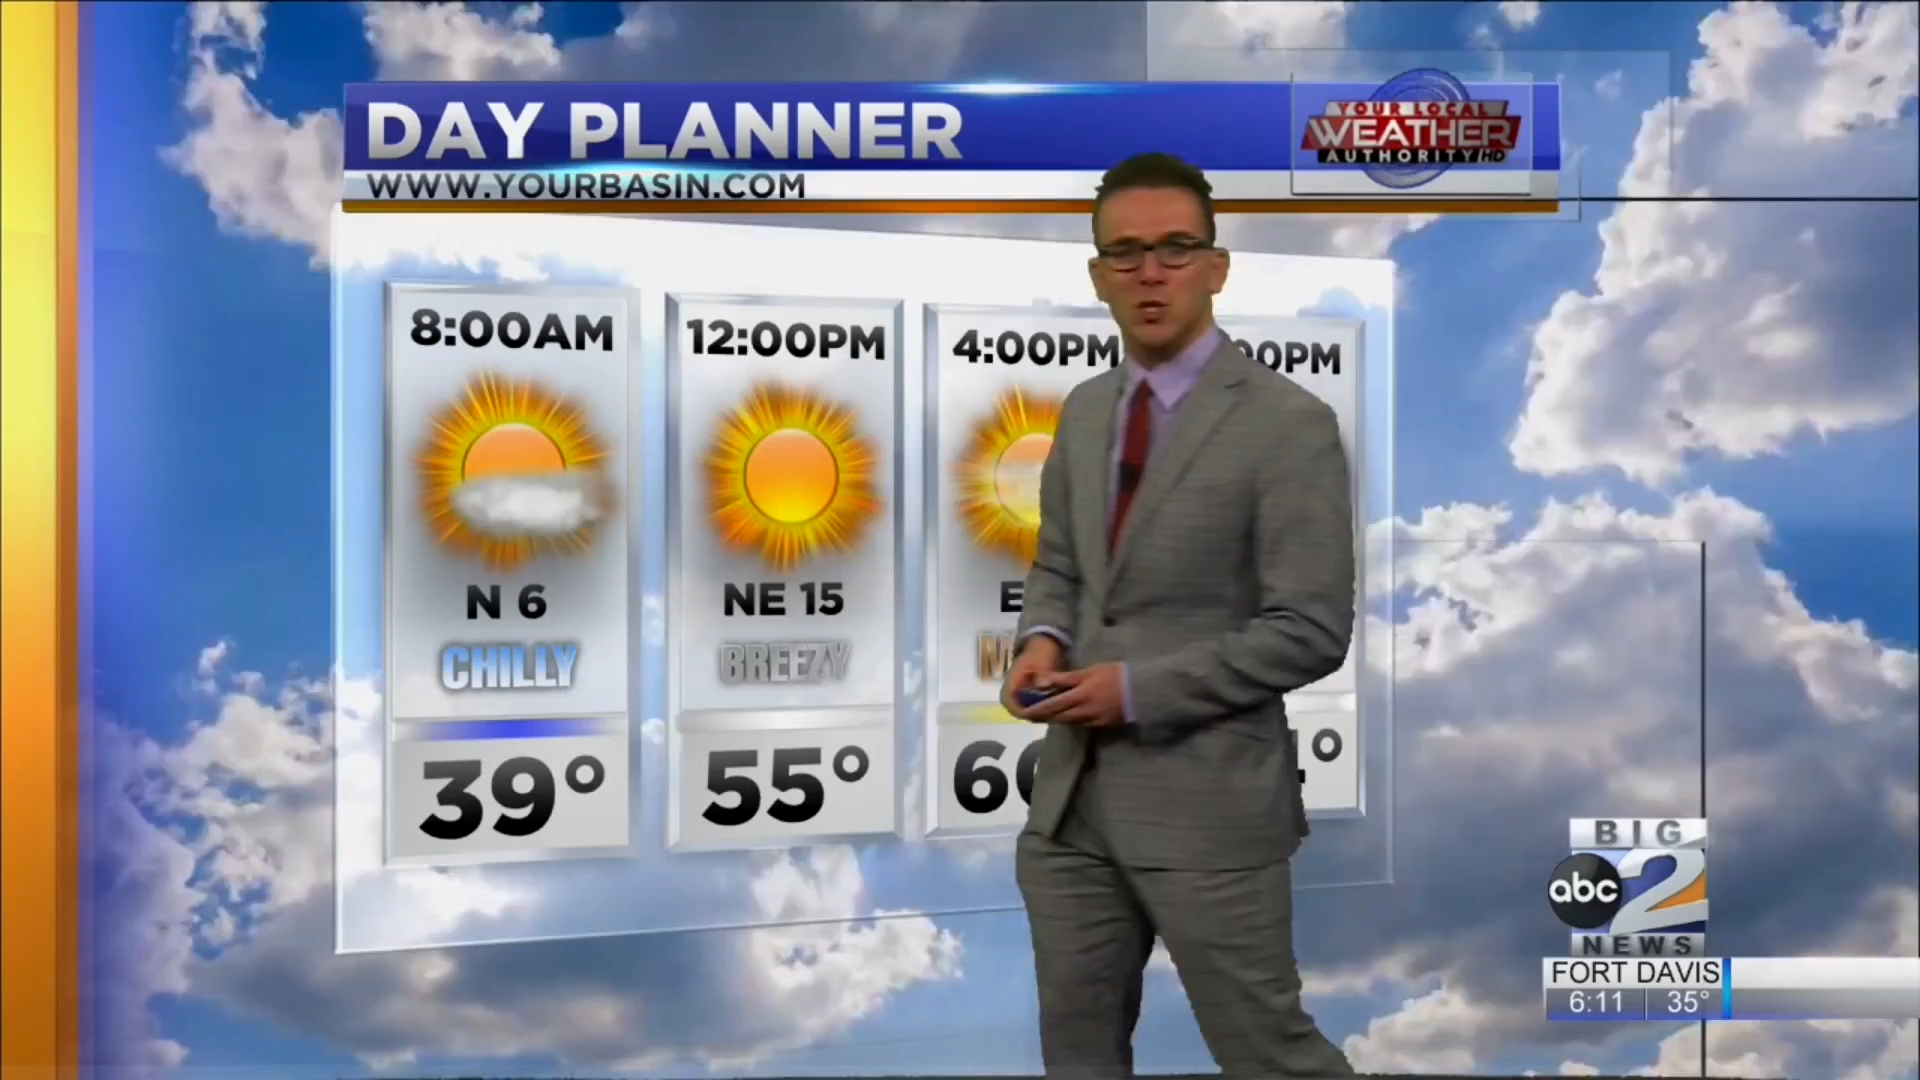 DAY PLANNER
WWW.YOURBASIN.COM
YOUR LOCAL
WEATHER
AUTHORITY HD
8:00AM
12:00PM
4:00PM
N 6
NE 15
CHILLY
BREEZY
39°
55°
BIG
abc 2
NEWS
FORT DAVIS
6:11 35°